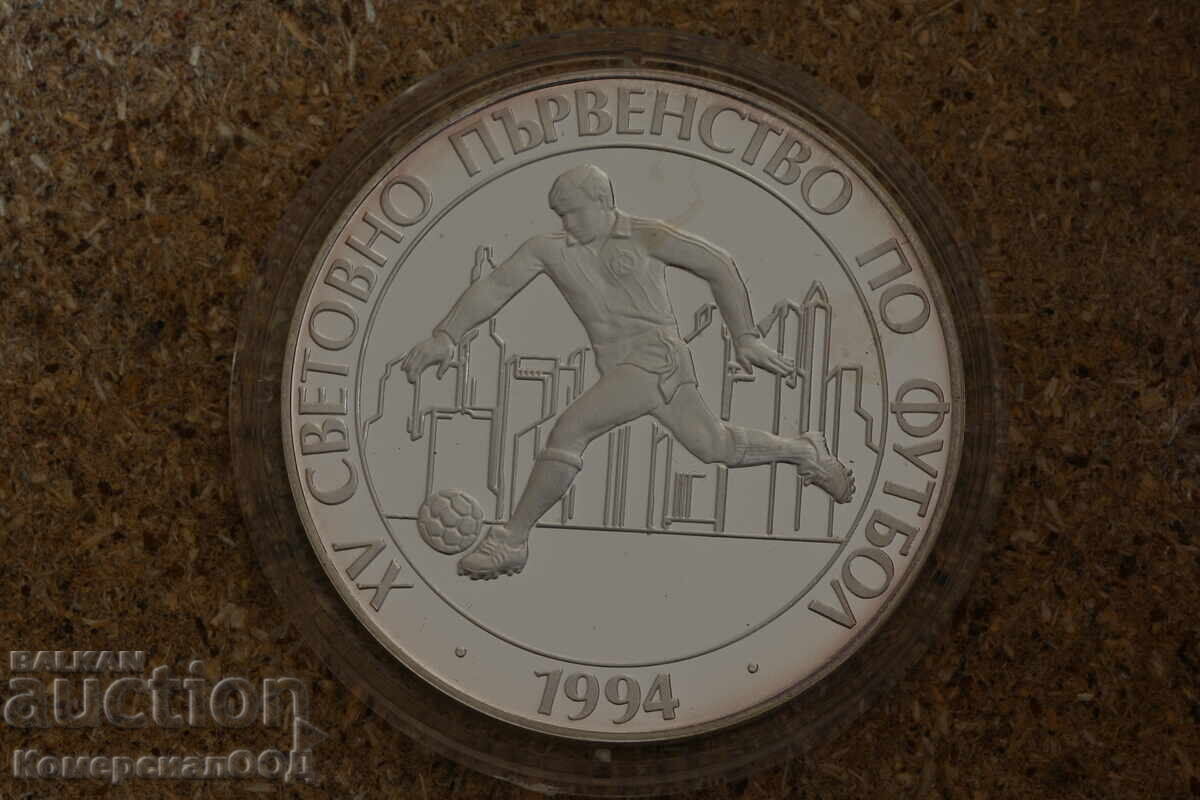 XV СВЕТОВНО ПЪРВЕНСТВО ПО ФУТБОЛ
1994
BALKAN
auction
КомерсиалООД